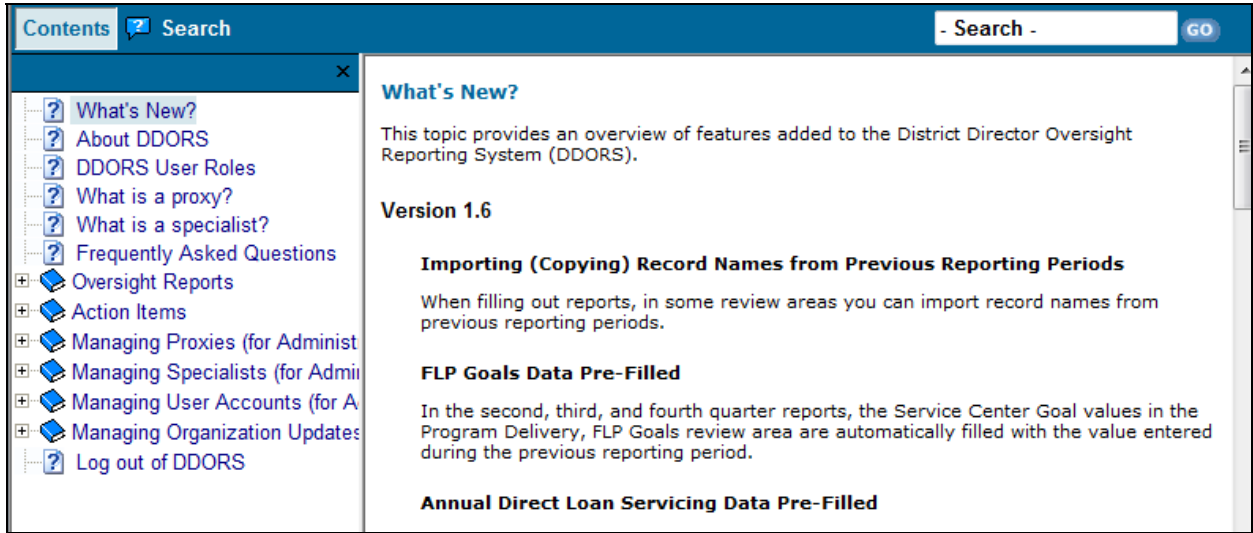 Contents Search - Search - GO
What's New?
About DDORS
DDORS User Roles
What is a proxy?
What is a specialist?
Frequently Asked Questions
Oversight Reports
Action Items
Managing Proxies (for Administ
Managing Specialists (for Admi
Managing User Accounts (for A
Managing Organization Updates
Log out of DDORS
What's New?
This topic provides an overview of features added to the District Director Oversight
Reporting System (DDORS).
Version 1.6
Importing (Copying) Record Names from Previous Reporting Periods
When filling out reports, in some review areas you can import record names from
previous reporting periods.
FLP Goals Data Pre-Filled
In the second, third, and fourth quarter reports, the Service Center Goal values in the
Program Delivery, FLP Goals review area are automatically filled with the value entered
during the previous reporting period.
Annual Direct Loan Servicing Data Pre-Filled